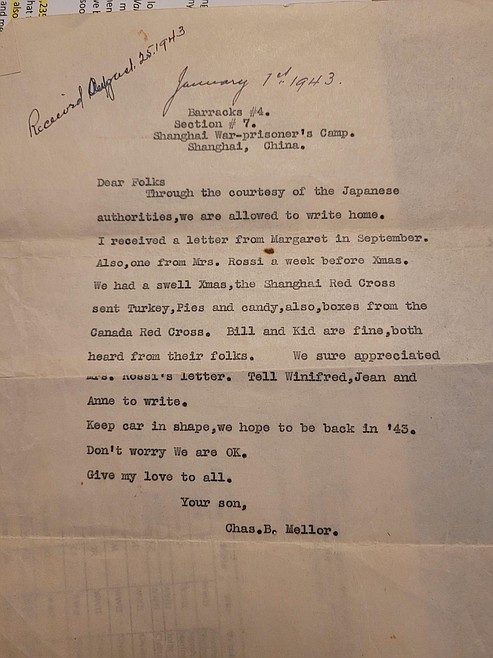 Received August. 25. 1943
January 1st 1943.
Barracks #4.
Section # 7.
Shanghai War-prisoner's Camp.
Shanghai, China.
Dear Folks
Through the courtesy of the Japanese
authorities,we are allowed to write home.
I received a letter from Margaret in September.
Also,one from Mrs. Rossi a week before Xmas.
We had a swell Xmas,the Shanghai Red Cross
sent Turkey,Pies and candy,also,boxes from the
Canada Red Cross. Bill and Kid are fine,both
heard from their folks. We sure appreciated
Mrs. Rossi's letter. Tell Winifred,Jean and
Anne to write.
Keep car in shape,we hope to be back in '43.
Don't worry We are OK.
Give my love to all.
Your son,
Chas.B. Mellor.